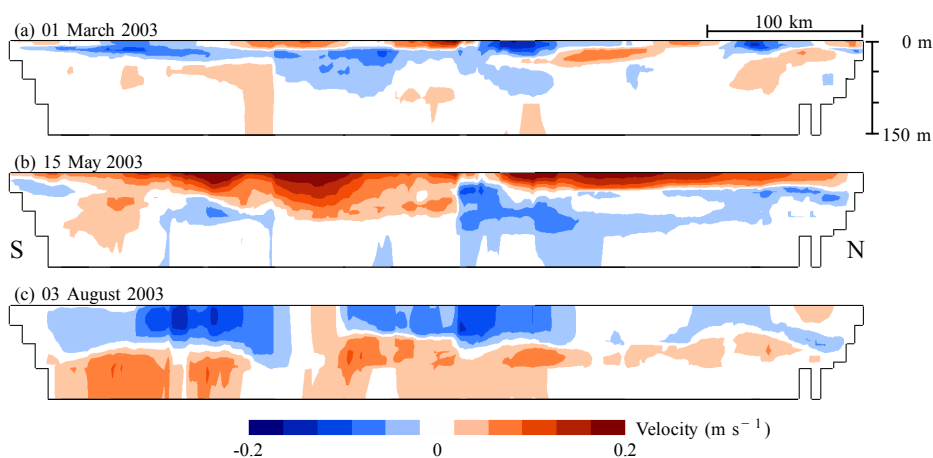 (a) 01 March 2003
100 km
0 m
150 m
(b) 15 May 2003
S
N
(c) 03 August 2003
-0.2
0
0.2
Velocity (m s⁻¹)